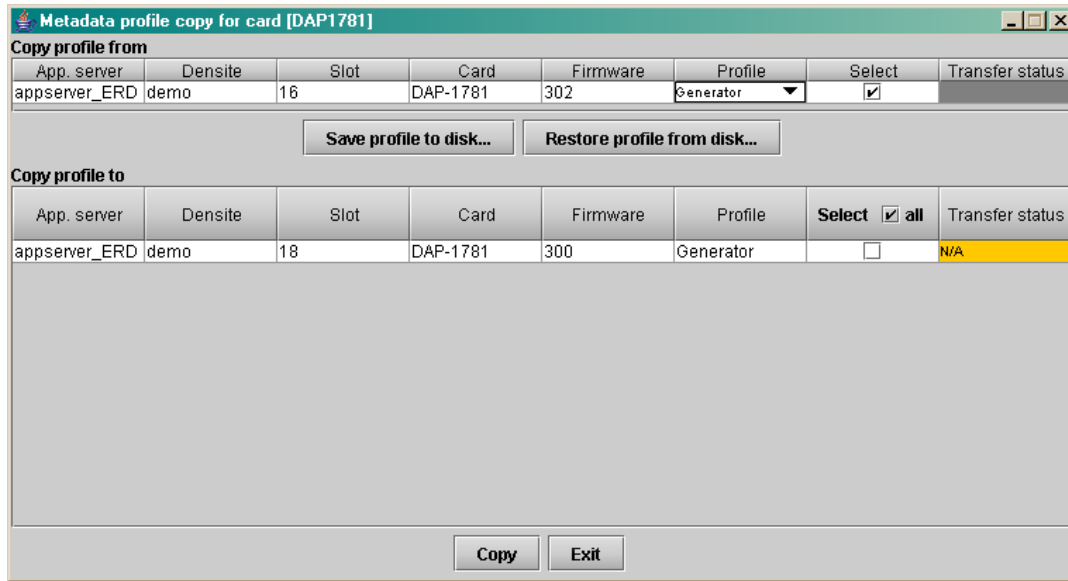 Metadata profile copy for card [DAP1781]
Copy profile from
App. server Densite Slot Card Firmware Profile Select Transfer status
appserver_ERD demo 16 DAP-1781 302 Generator
Save profile to disk... Restore profile from disk...
Copy profile to
App. server Densite Slot Card Firmware Profile Select all Transfer status
appserver_ERD demo 18 DAP-1781 300 Generator N/A
Copy Exit